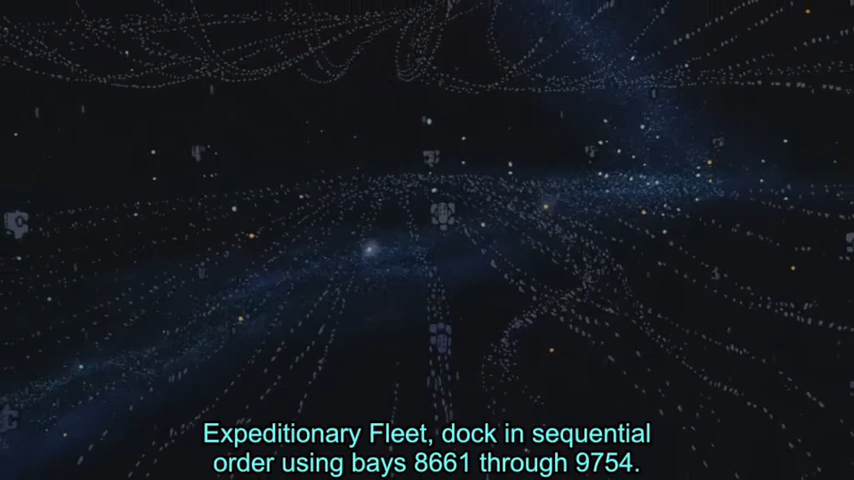 Expeditionary Fleet, dock in sequential
order using bays 8661 through 9754.